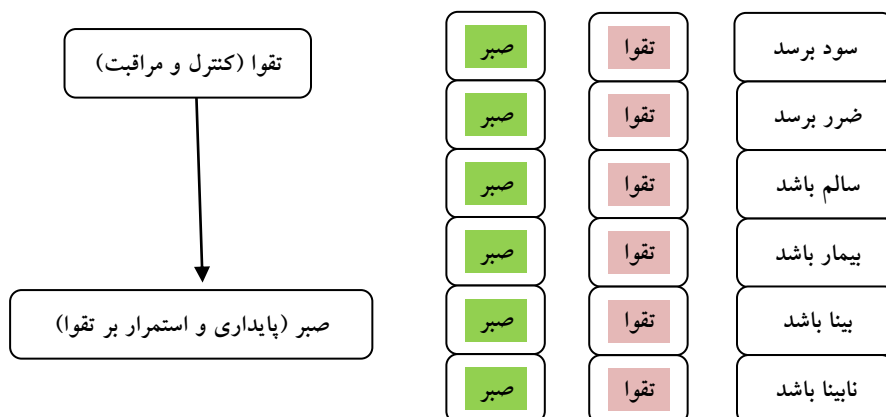 سود برسد تقوا صبر
ضرر برسد تقوا صبر
سالم باشد تقوا صبر
بیمار باشد تقوا صبر
بینا باشد تقوا صبر
نابینا باشد تقوا صبر
تقوا (کنترل و مراقبت)
صبر (پایداری و استمرار بر تقوا)